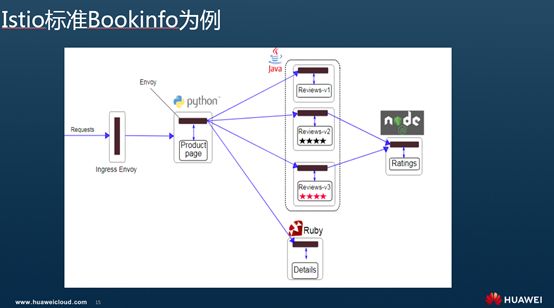 Istio标准Bookinfo为例
Envoy
python
Java
Reviews-v1
Requests
Ingress Envoy
Product
page
Reviews-v2
★★★★
node
Ratings
Reviews-v3
★★★★
Ruby
Details
www.huaweicloud.com
15
HUAWEI